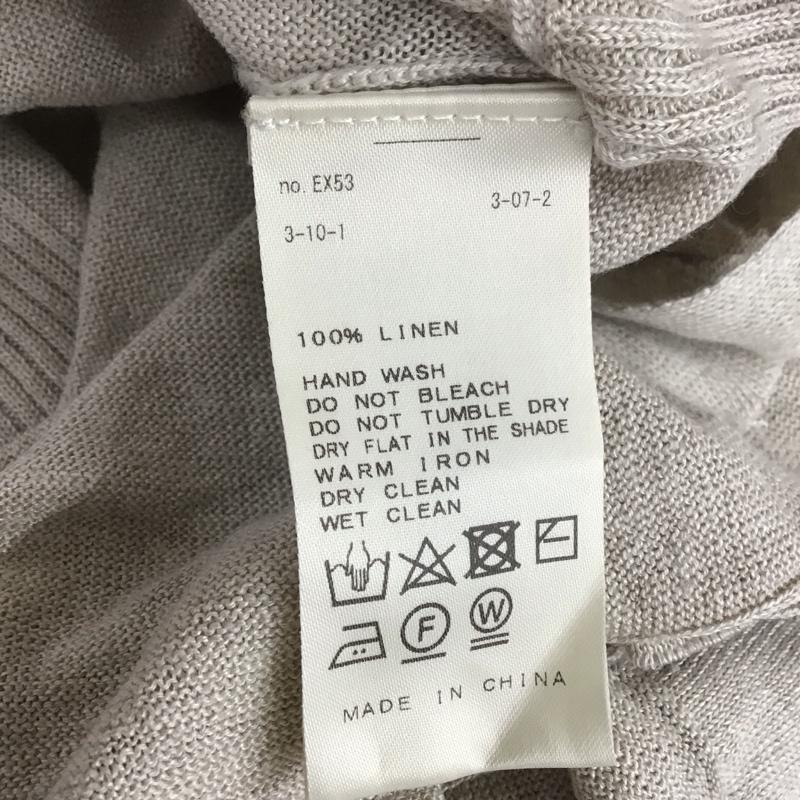 no. EX53
3-07-2
3-10-1
100% LINEN
HAND WASH
DO NOT BLEACH
DO NOT TUMBLE DRY
DRY FLAT IN THE SHADE
WARM IRON
DRY CLEAN
WET CLEAN
F
W
MADE IN CHINA